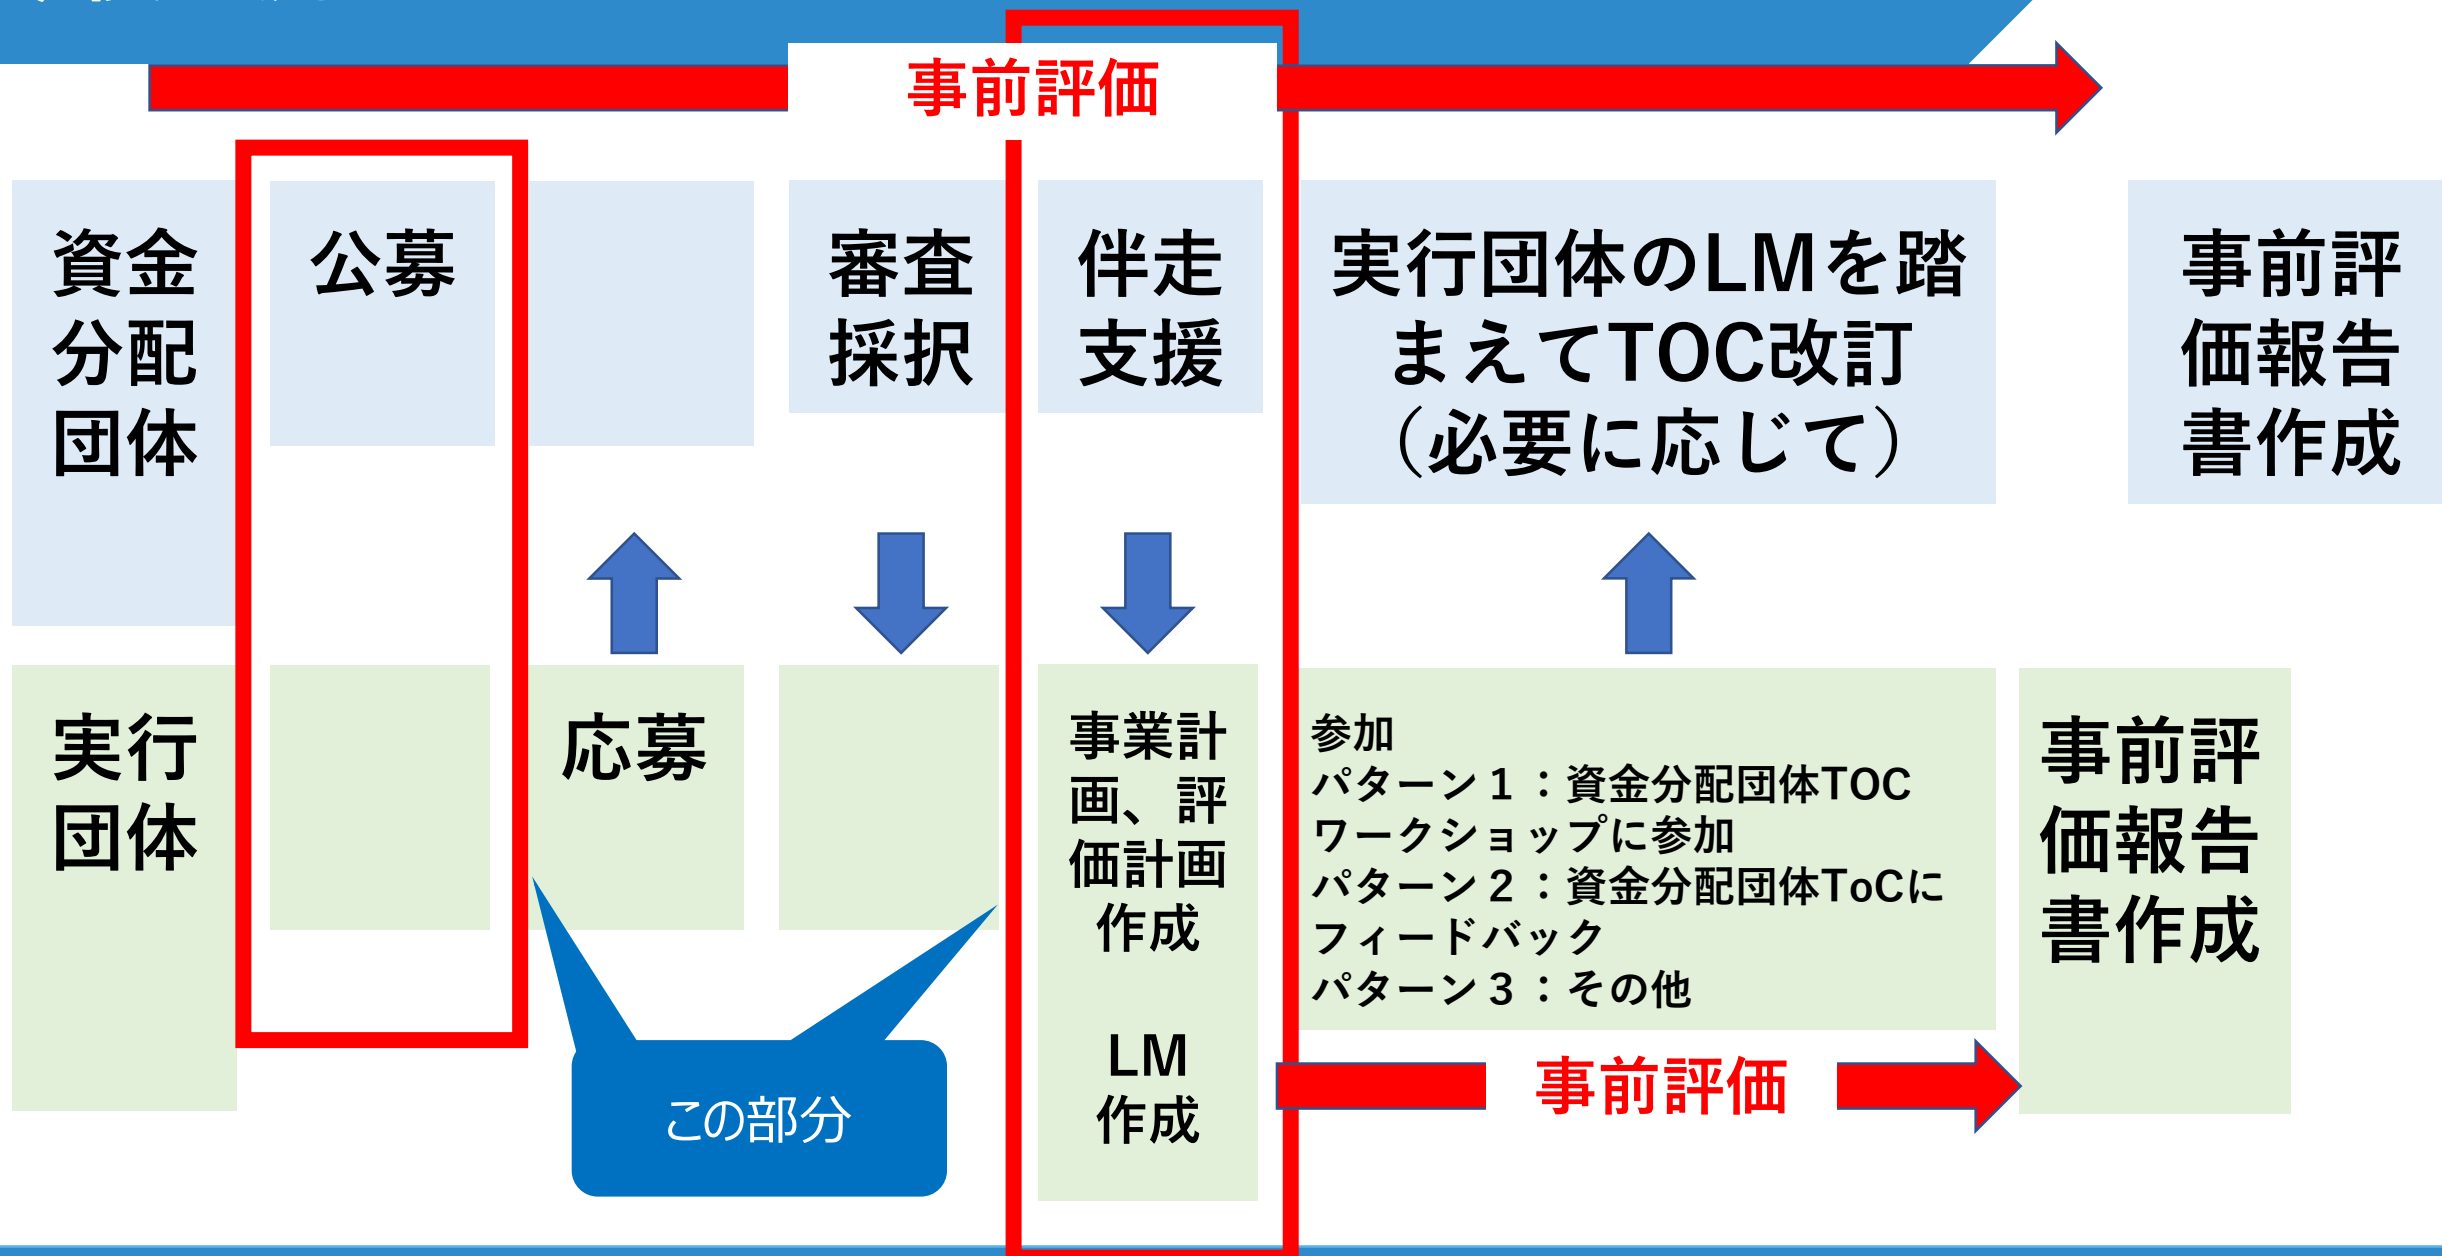 事前評価
資金
分配
団体
公募
審査
採択
伴走
支援
実行団体のLMを踏
まえてTOC改訂
（必要に応じて）
事前評
価報告
書作成
実行
団体
応募
事業計
画、評
価計画
作成
LM
作成
参加
パターン１：資金分配団体TOC
ワークショップに参加
パターン２：資金分配団体ToCに
フィードバック
パターン３：その他
事前評
価報告
書作成
この部分
事前評価